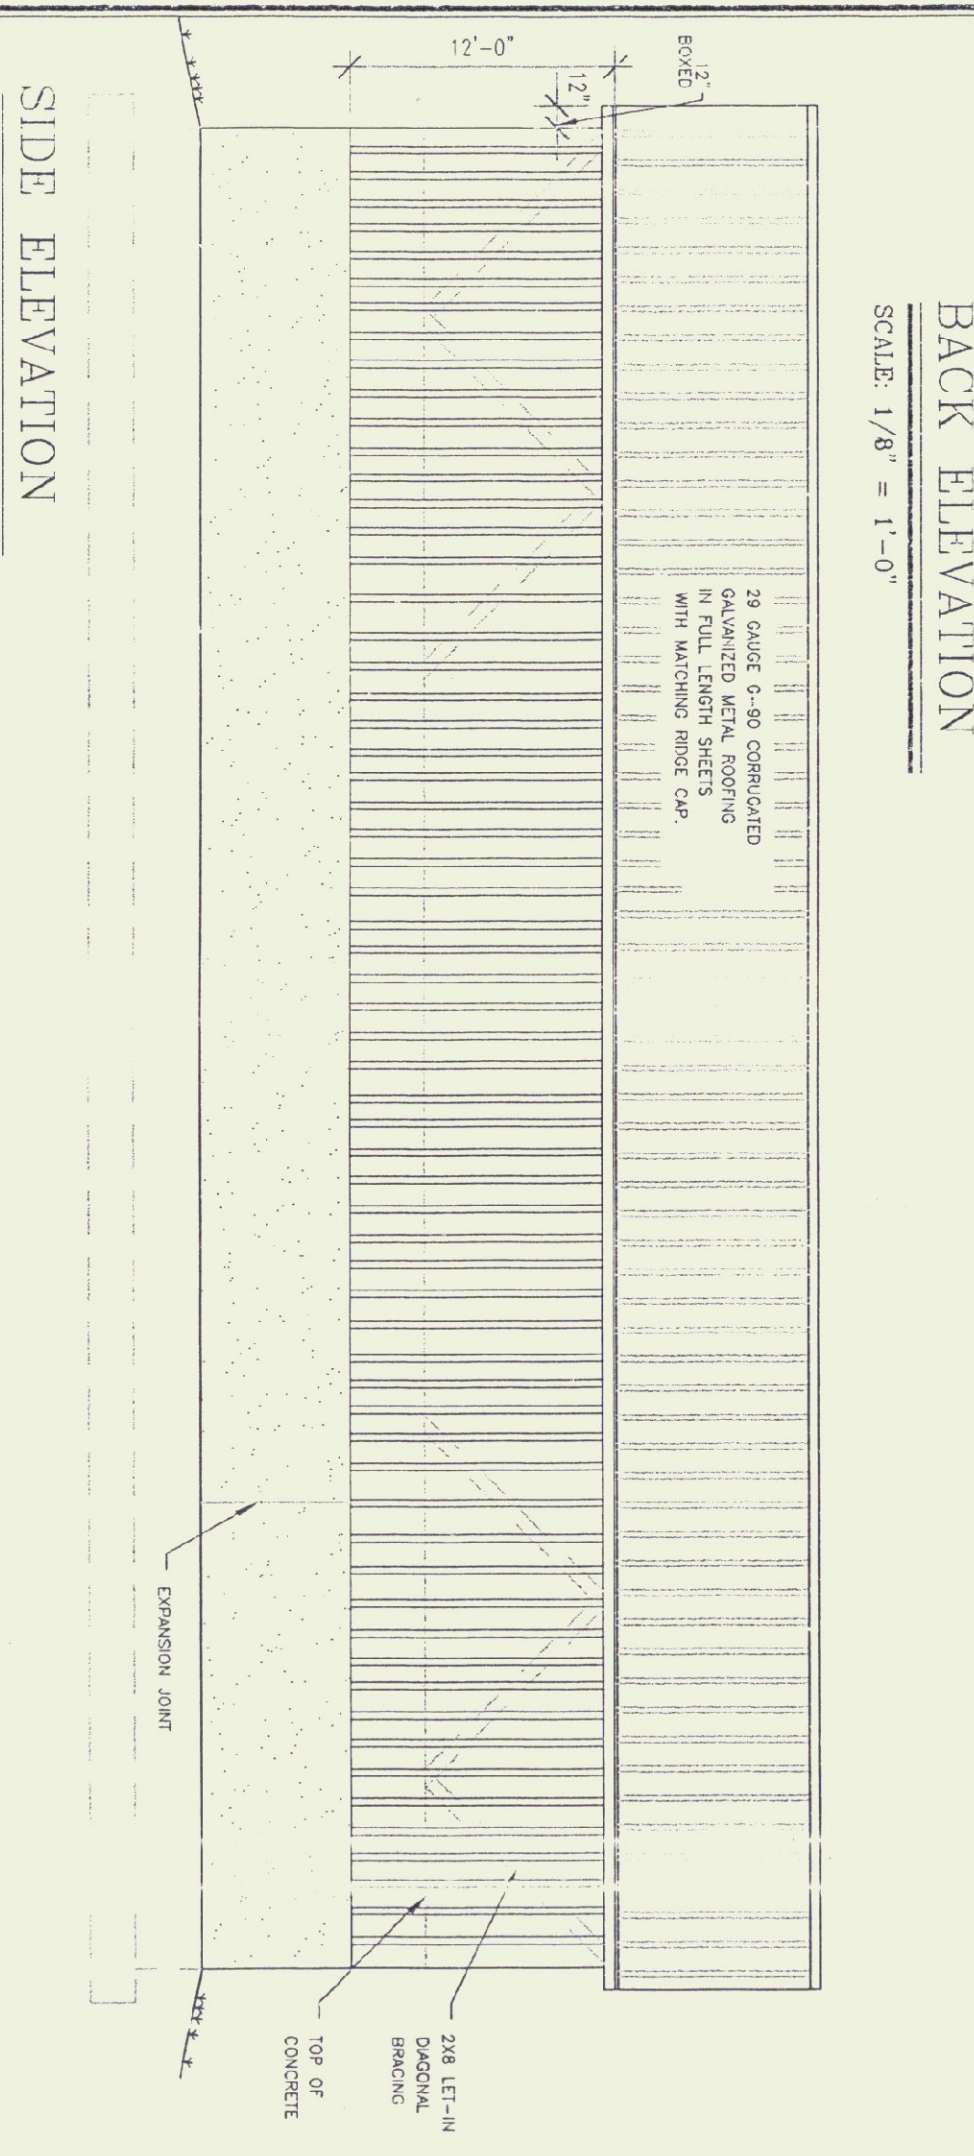 BACK ELEVATION
SCALE: 1/8" = 1'-0"
12"
BOXED
12'-0"
12"
29 GAUGE G-90 CORRUGATED
GALVANIZED METAL ROOFING
IN FULL LENGTH SHEETS
WITH MATCHING RIDGE CAP.
2X8 LET-IN
DIAGONAL
BRACING
TOP OF
CONCRETE
EXPANSION JOINT
SIDE ELEVATION